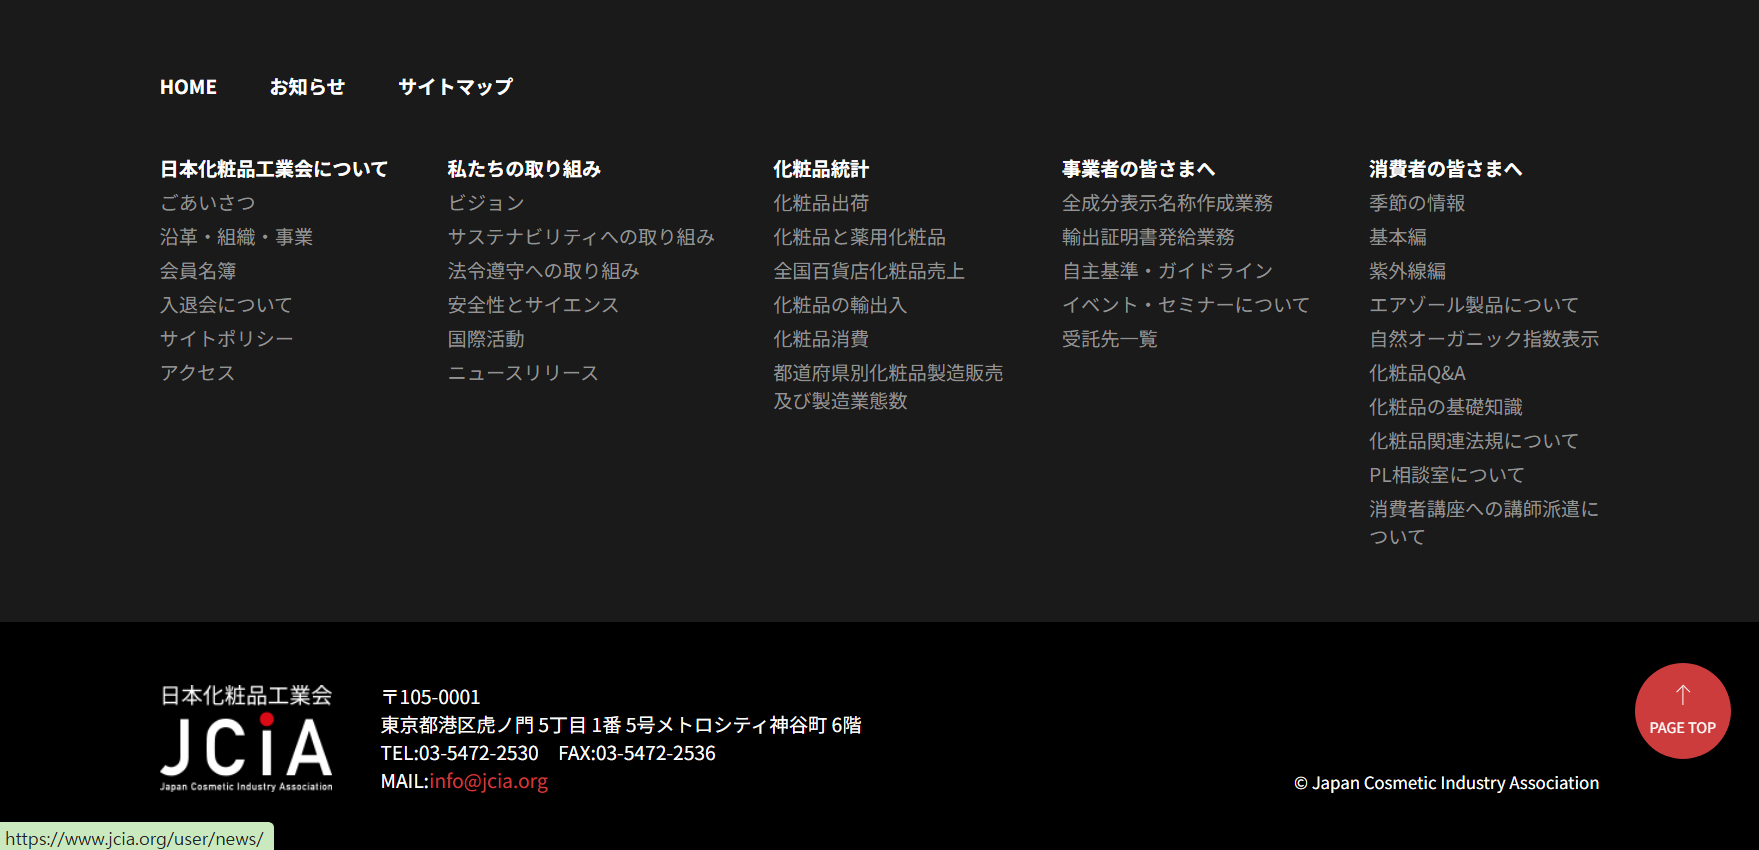 HOME お知らせ サイトマップ
日本化粧品工業会について
ごあいさつ
沿革・組織・事業
会員名簿
入退会について
サイトポリシー
アクセス
私たちの取り組み
ビジョン
サステナビリティへの取り組み
法令遵守への取り組み
安全性とサイエンス
国際活動
ニュースリリース
化粧品統計
化粧品出荷
化粧品と薬用化粧品
全国百貨店化粧品売上
化粧品の輸出入
化粧品消費
都道府県別化粧品製造販売
及び製造業態数
事業者の皆さまへ
全成分表示名称作成業務
輸出証明書発給業務
自主基準・ガイドライン
イベント・セミナーについて
受託先一覧
消費者の皆さまへ
季節の情報
基本編
紫外線編
エアゾール製品について
自然オーガニック指数表示
化粧品Q&A
化粧品の基礎知識
化粧品関連法規について
PL相談室について
消費者講座への講師派遣に
ついて
日本化粧品工業会
JCiA
Japan Cosmetic Industry Association
〒105-0001
東京都港区虎ノ門 5丁目 1番 5号メトロシティ神谷町 6階
TEL:03-5472-2530 FAX:03-5472-2536
MAIL:info@jcia.org
PAGE TOP
© Japan Cosmetic Industry Association
https://www.jcia.org/user/news/